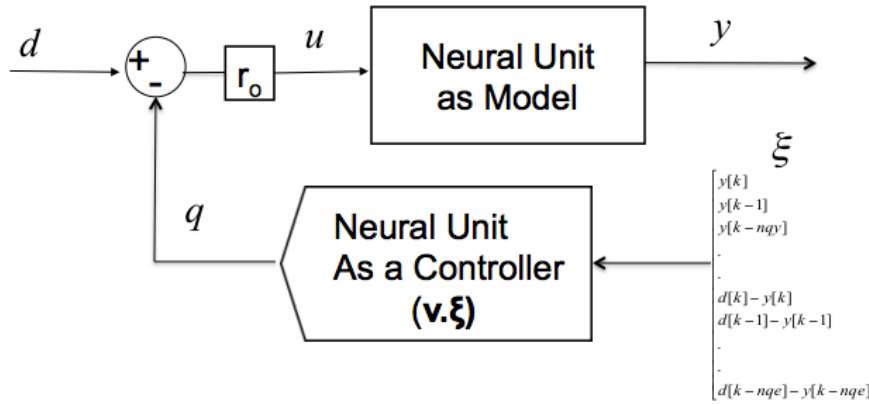 d
+
-
r_o
u
Neural Unit
as Model
y
ξ
y[k]
y[k-1]
y[k-nqy]
.
.
d[k]-y[k]
d[k-1]-y[k-1]
.
.
d[k-nqe]-y[k-nqe]
q
Neural Unit
As a Controller
(v.ξ)